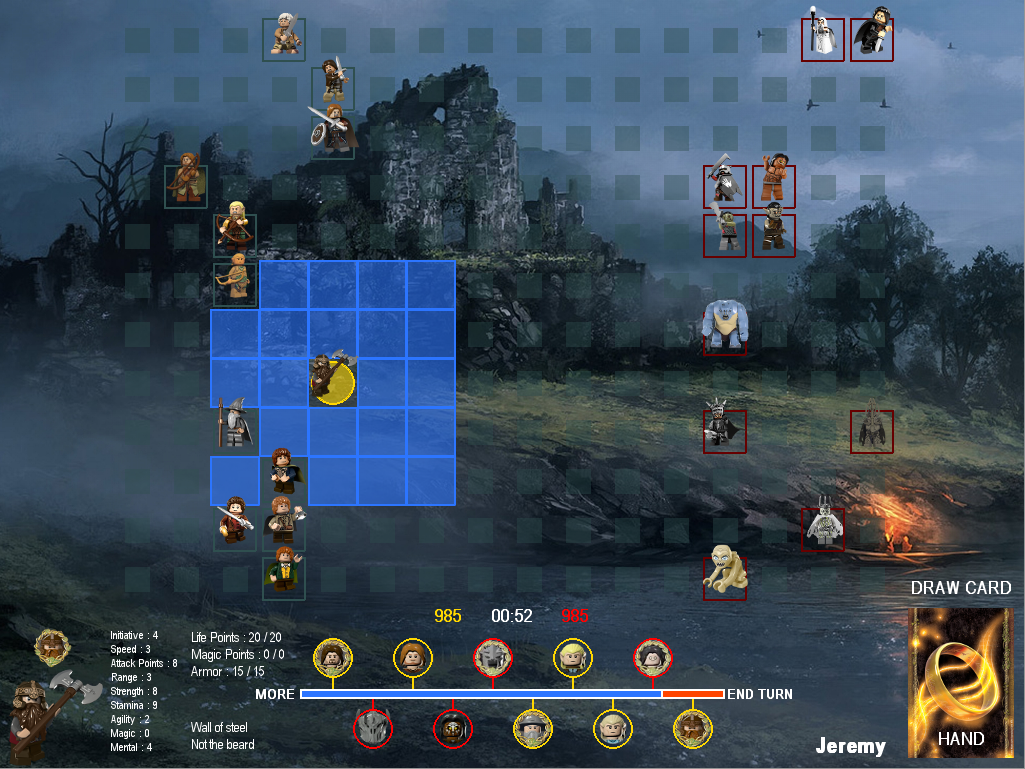 DRAW CARD
985 00:52 985
Initiative : 4
Speed : 3
Attack Points : 8
Range : 3
Strength : 8
Stamina : 9
Agility : 2
Magic : 0
Mental : 4
Life Points : 20 / 20
Magic Points : 0 / 0
Armor : 15 / 15
Wall of steel
Not the beard
MORE END TURN
HAND
Jeremy